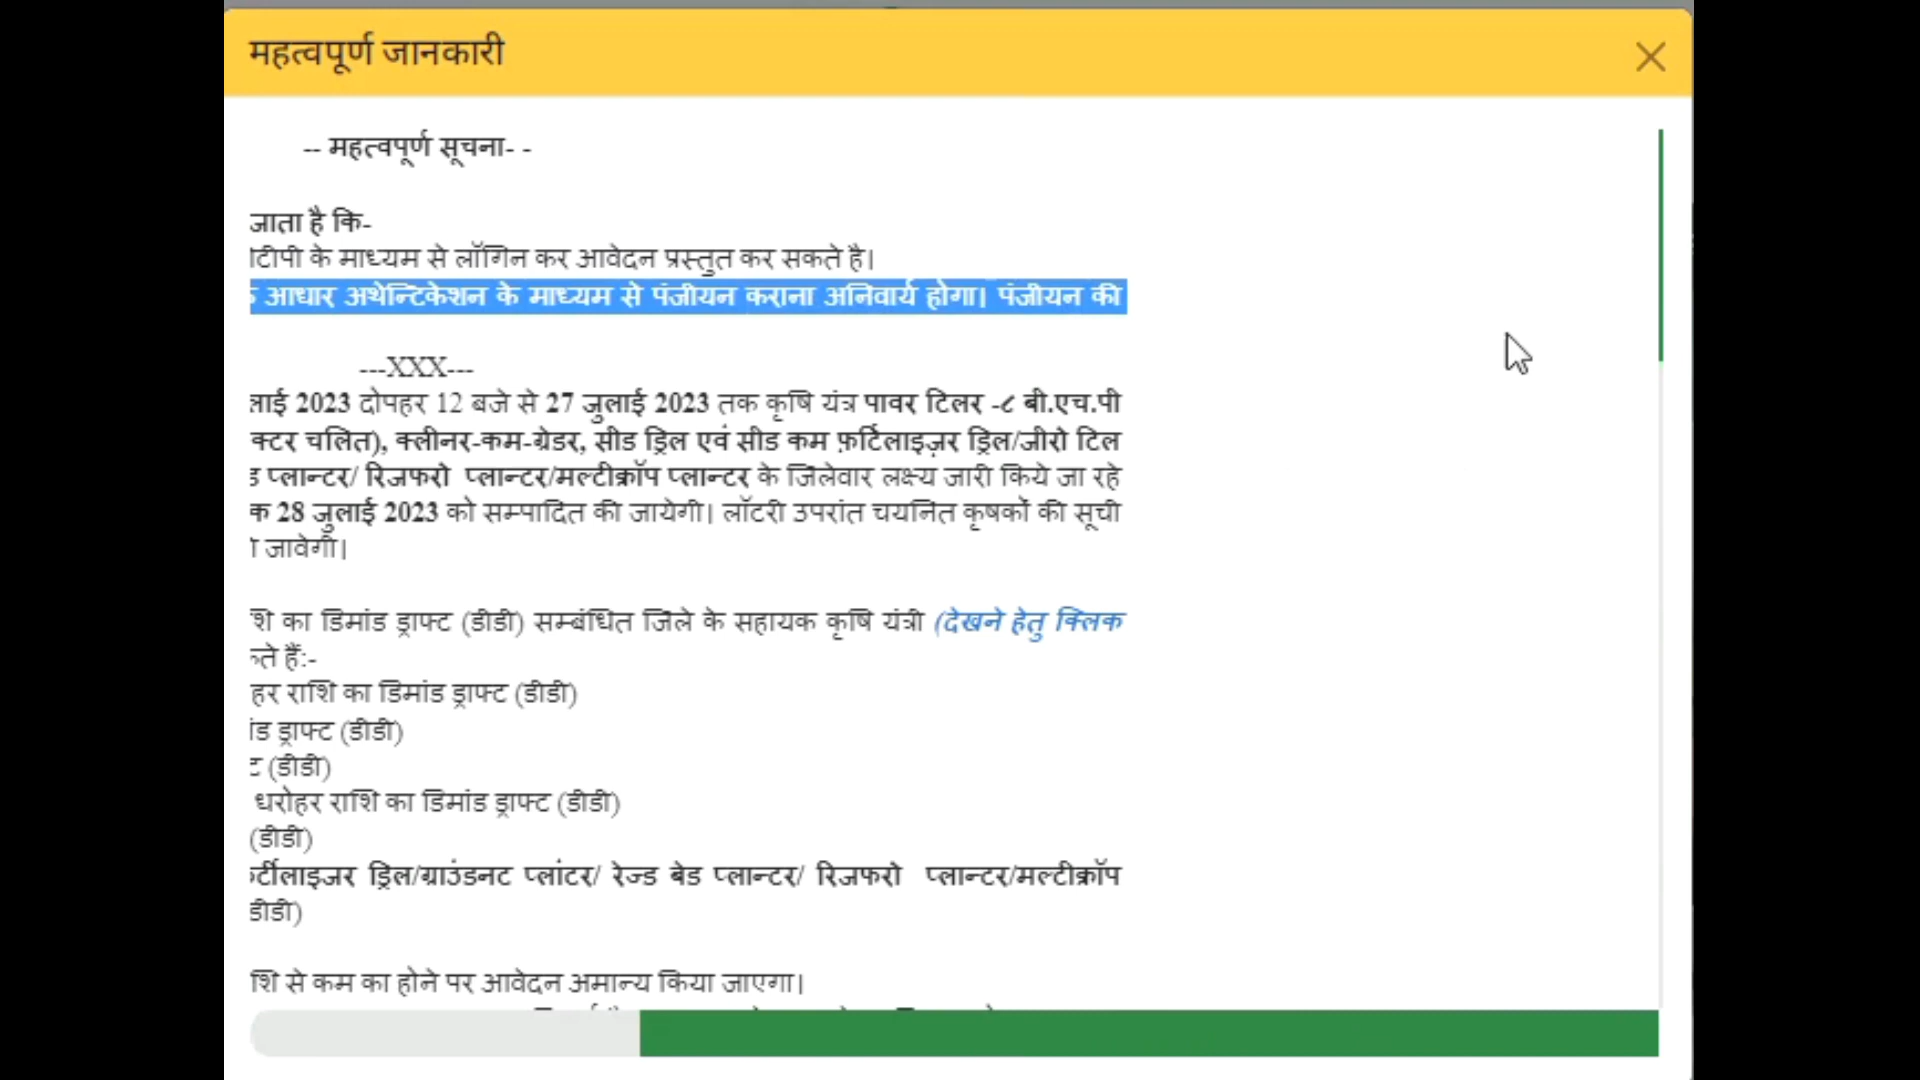 महत्वपूर्ण जानकारी
-- महत्वपूर्ण सूचना- -
जाता है कि-
के माध्यम से लॉगिन कर आवेदन प्रस्तुत कर सकते है।
आधार अथेन्टिकेशन के माध्यम से पंजीयन कराना अनिवार्य होगा। पंजीयन की
---XXX---
2023 दोपहर 12 बजे से 27 जुलाई 2023 तक कृषि यंत्र पावर टिलर -८ बी.एच.पी
चलित), क्लीनर-कम-ग्रेडर, सीड ड्रिल एवं सीड कम फ़र्टिलाइज़र ड्रिल/जीरो टिल
प्लान्टर/ रिजफरो प्लान्टर/मल्टीक्रॉप प्लान्टर के जिलेवार लक्ष्य जारी किये जा रहे
28 जुलाई 2023 को सम्पादित की जायेगी। लॉटरी उपरांत चयनित कृषकों की सूची
जावेगी।
का डिमांड ड्राफ्ट (डीडी) सम्बंधित जिले के सहायक कृषि यंत्री (देखने हेतु क्लिक
हैं:-
राशि का डिमांड ड्राफ्ट (डीडी)
ड्राफ्ट (डीडी)
(डीडी)
धरोहर राशि का डिमांड ड्राफ्ट (डीडी)
(डीडी)
ड्रिल/ग्राउंडनट प्लांटर/ रेज्ड बेड प्लान्टर/ रिजफरो प्लान्टर/मल्टीक्रॉप
डीडी)
से कम का होने पर आवेदन अमान्य किया जाएगा।